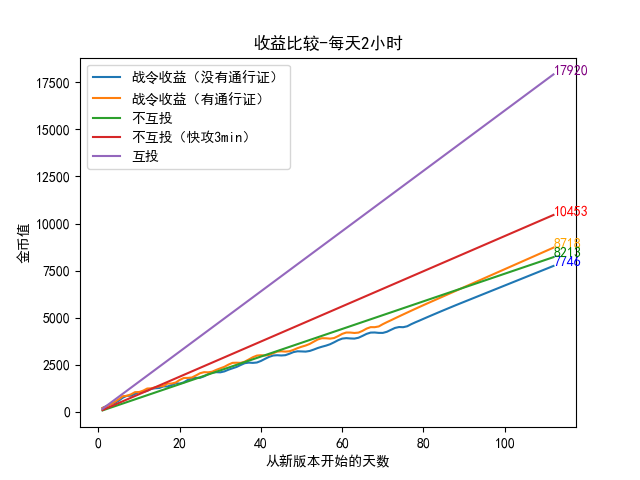 收益比较-每天2小时
战令收益（没有通行证）
战令收益（有通行证）
不互投
不互投（快攻3min）
互投
17920
10453
8213
7746
金币值
17500
15000
12500
10000
7500
5000
2500
0
0 20 40 60 80 100
从新版本开始的天数